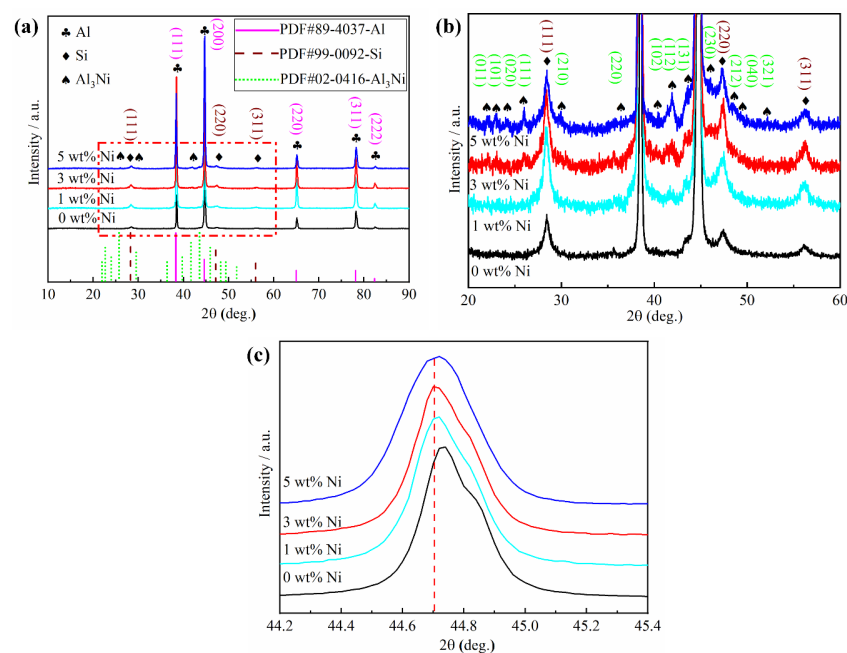 (a)
Al
Si
Al₃Ni
PDF#89-4037-Al
PDF#99-0092-Si
PDF#02-0416-Al₃Ni
(111)
(111)
(200)
(220)
(311)
(220)
(311)
(222)
5 wt% Ni
3 wt% Ni
1 wt% Ni
0 wt% Ni
Intensity / a.u.
10 20 30 40 50 60 70 80 90
2θ (deg.)
(b)
(011)
(101)
(020)
(111)
(111)
(210)
(220)
(102)
(112)
(131)
(230)
(220)
(212)
(040)
(321)
(311)
5 wt% Ni
3 wt% Ni
1 wt% Ni
0 wt% Ni
Intensity / a.u.
20 30 40 50 60
2θ (deg.)
(c)
5 wt% Ni
3 wt% Ni
1 wt% Ni
0 wt% Ni
Intensity / a.u.
44.2 44.4 44.6 44.8 45.0 45.2 45.4
2θ (deg.)